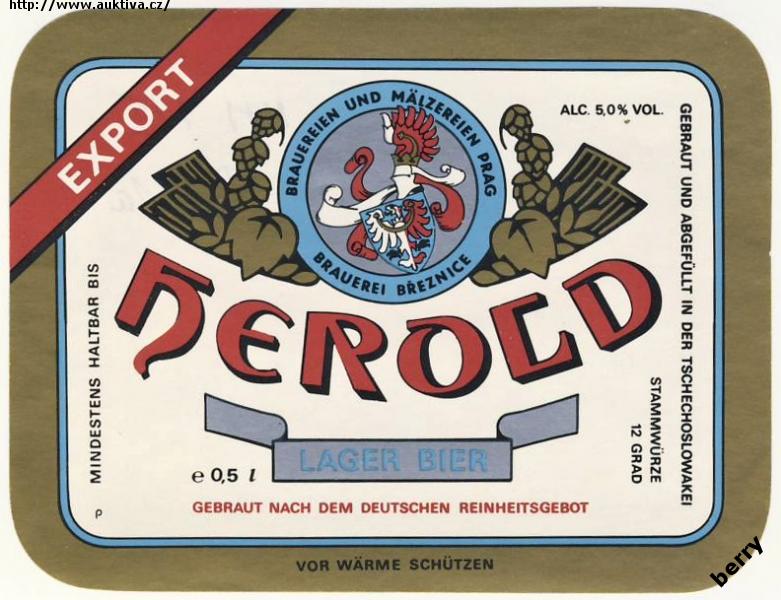 http://www.auktiva.cz/
EXPORT
BRAUEREIEN UND MÄLZEREIEN PRAG
BRAUEREI BŘEZNICE
ALC. 5,0% VOL.
GEBRAUT UND ABGEFÜLLT IN DER TSCHECHOSLOWAKEI
STAMMWÜRZE
12 GRAD
MINDESTENS HALTBAR BIS
HEROLD
LAGER BIER
e 0,5 l
GEBRAUT NACH DEM DEUTSCHEN REINHEITSGEBOT
P
VOR WÄRME SCHÜTZEN
berry